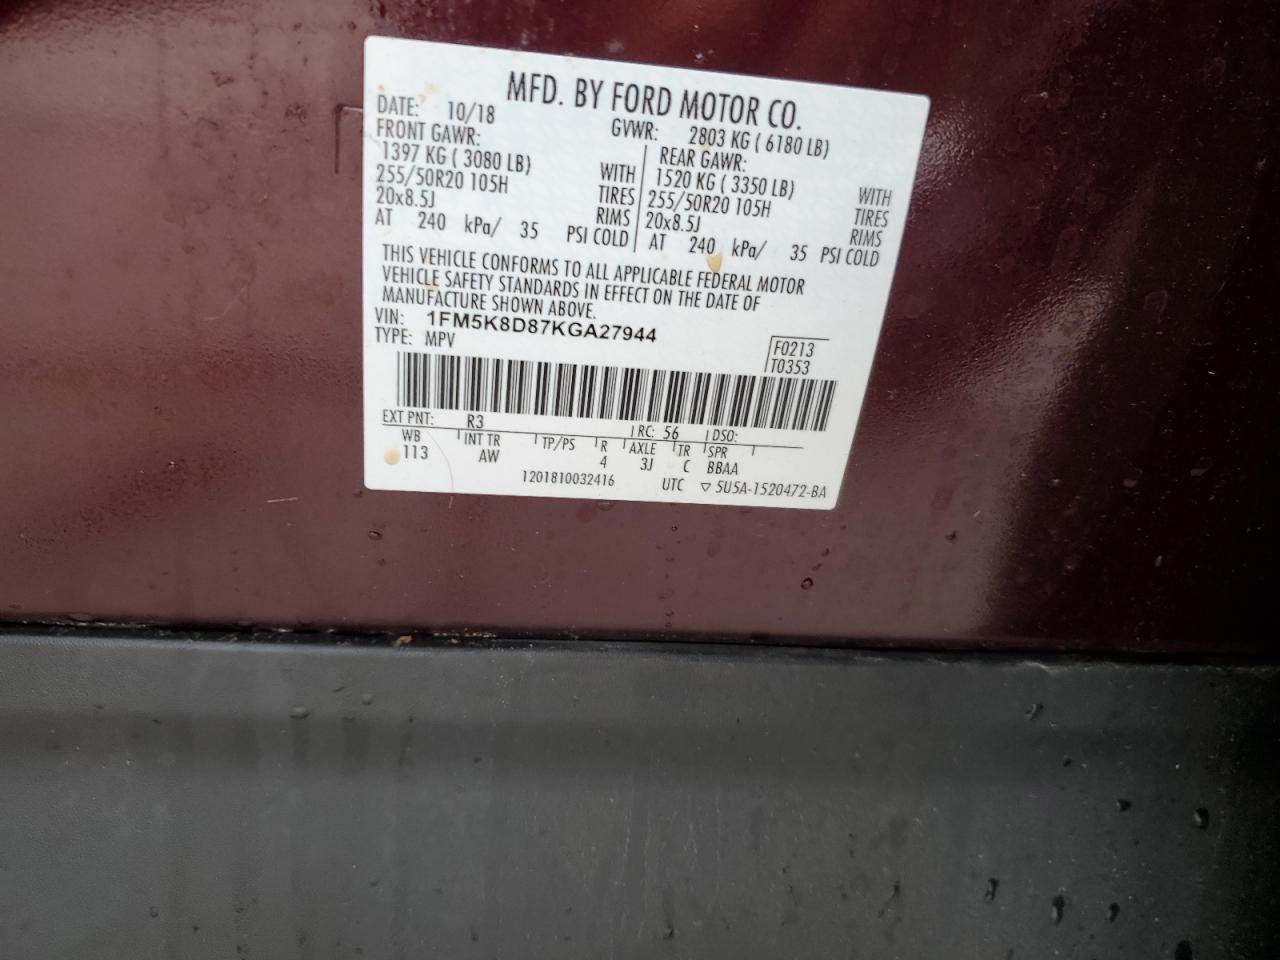 MFD. BY FORD MOTOR CO.
DATE: 10/18 GVWR: 2803 KG ( 6180 LB)
FRONT GAWR: REAR GAWR:
1397 KG ( 3080 LB) WITH 1520 KG ( 3350 LB) WITH
255/50R20 105H TIRES 255/50R20 105H TIRES
20x8.5J RIMS 20x8.5J RIMS
AT 240 kPa/ 35 PSI COLD AT 240 kPa/ 35 PSI COLD
THIS VEHICLE CONFORMS TO ALL APPLICABLE FEDERAL MOTOR
VEHICLE SAFETY STANDARDS IN EFFECT ON THE DATE OF
MANUFACTURE SHOWN ABOVE.
VIN: 1FM5K8D87KGA27944
TYPE: MPV F0213
T0353
EXT PNT: R3 RC: 56 DSO:
WB INT TR TP/PS R AXLE TR SPR
113 AW 4 3J C BBAA
1201810032416 UTC ▽ 5U5A-1520472-BA